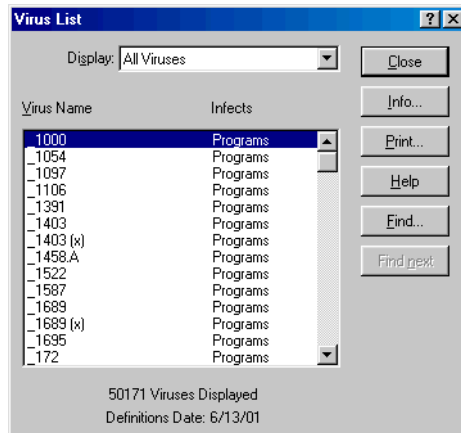 Virus List
Display: All Viruses
Close
Virus Name Infects
Info...
_1000 Programs
Print...
_1054 Programs
_1097 Programs
Help
_1106 Programs
_1391 Programs
Find...
_1403 Programs
_1403 (x) Programs
Find next
_1458.A Programs
_1522 Programs
_1587 Programs
_1689 Programs
_1689 (x) Programs
_1695 Programs
_172 Programs
50171 Viruses Displayed
Definitions Date: 6/13/01